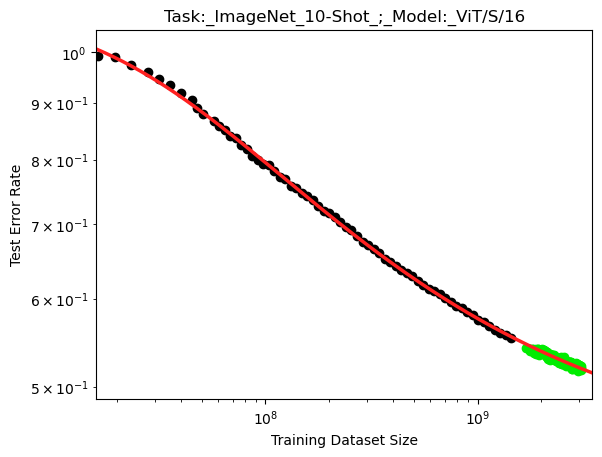 Task:_ImageNet_10-Shot_;_Model:_ViT/S/16
10⁰
9 × 10⁻¹
8 × 10⁻¹
7 × 10⁻¹
6 × 10⁻¹
5 × 10⁻¹
Test Error Rate
10⁸
10⁹
Training Dataset Size